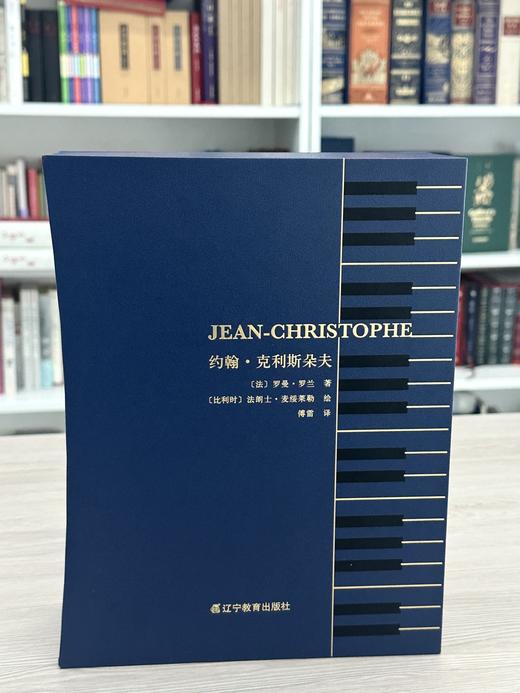 JEAN-CHRISTOPHE
约翰·克利斯朵夫
〔法〕罗曼·罗兰 著
〔比利时〕法朗士·麦绥莱勒 绘
傅雷 译
辽宁教育出版社